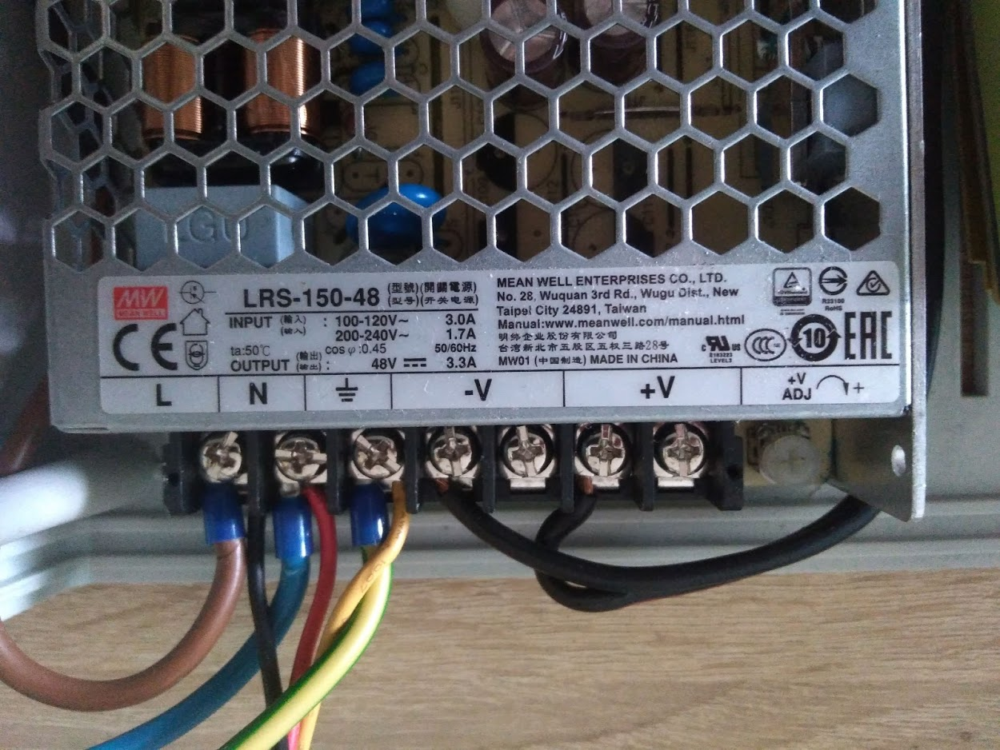 LGU
MW
MEAN WELL
LRS-150-48 (型號)(開關電源)
(型号)(开关电源)
INPUT (輸入) : 100-120V~ 3.0A
(输入) 200-240V~ 1.7A
ta:50℃ cos φ:0.45 50/60Hz
OUTPUT (輸出) (输出) : 48V 3.3A
MEAN WELL ENTERPRISES CO., LTD.
No. 28, Wuquan 3rd Rd., Wugu Dist., New
Taipei City 24891, Taiwan
Manual:www.meanwell.com/manual.html
明緯企业股份有限公司
台湾新北市五股区五权三路28号
MW01 (中国制造) MADE IN CHINA
CE
R33100
RoHS
c RU us
E183223
LEVEL3
CCC
10
EAC
L
N
-V
+V
+V
ADJ +